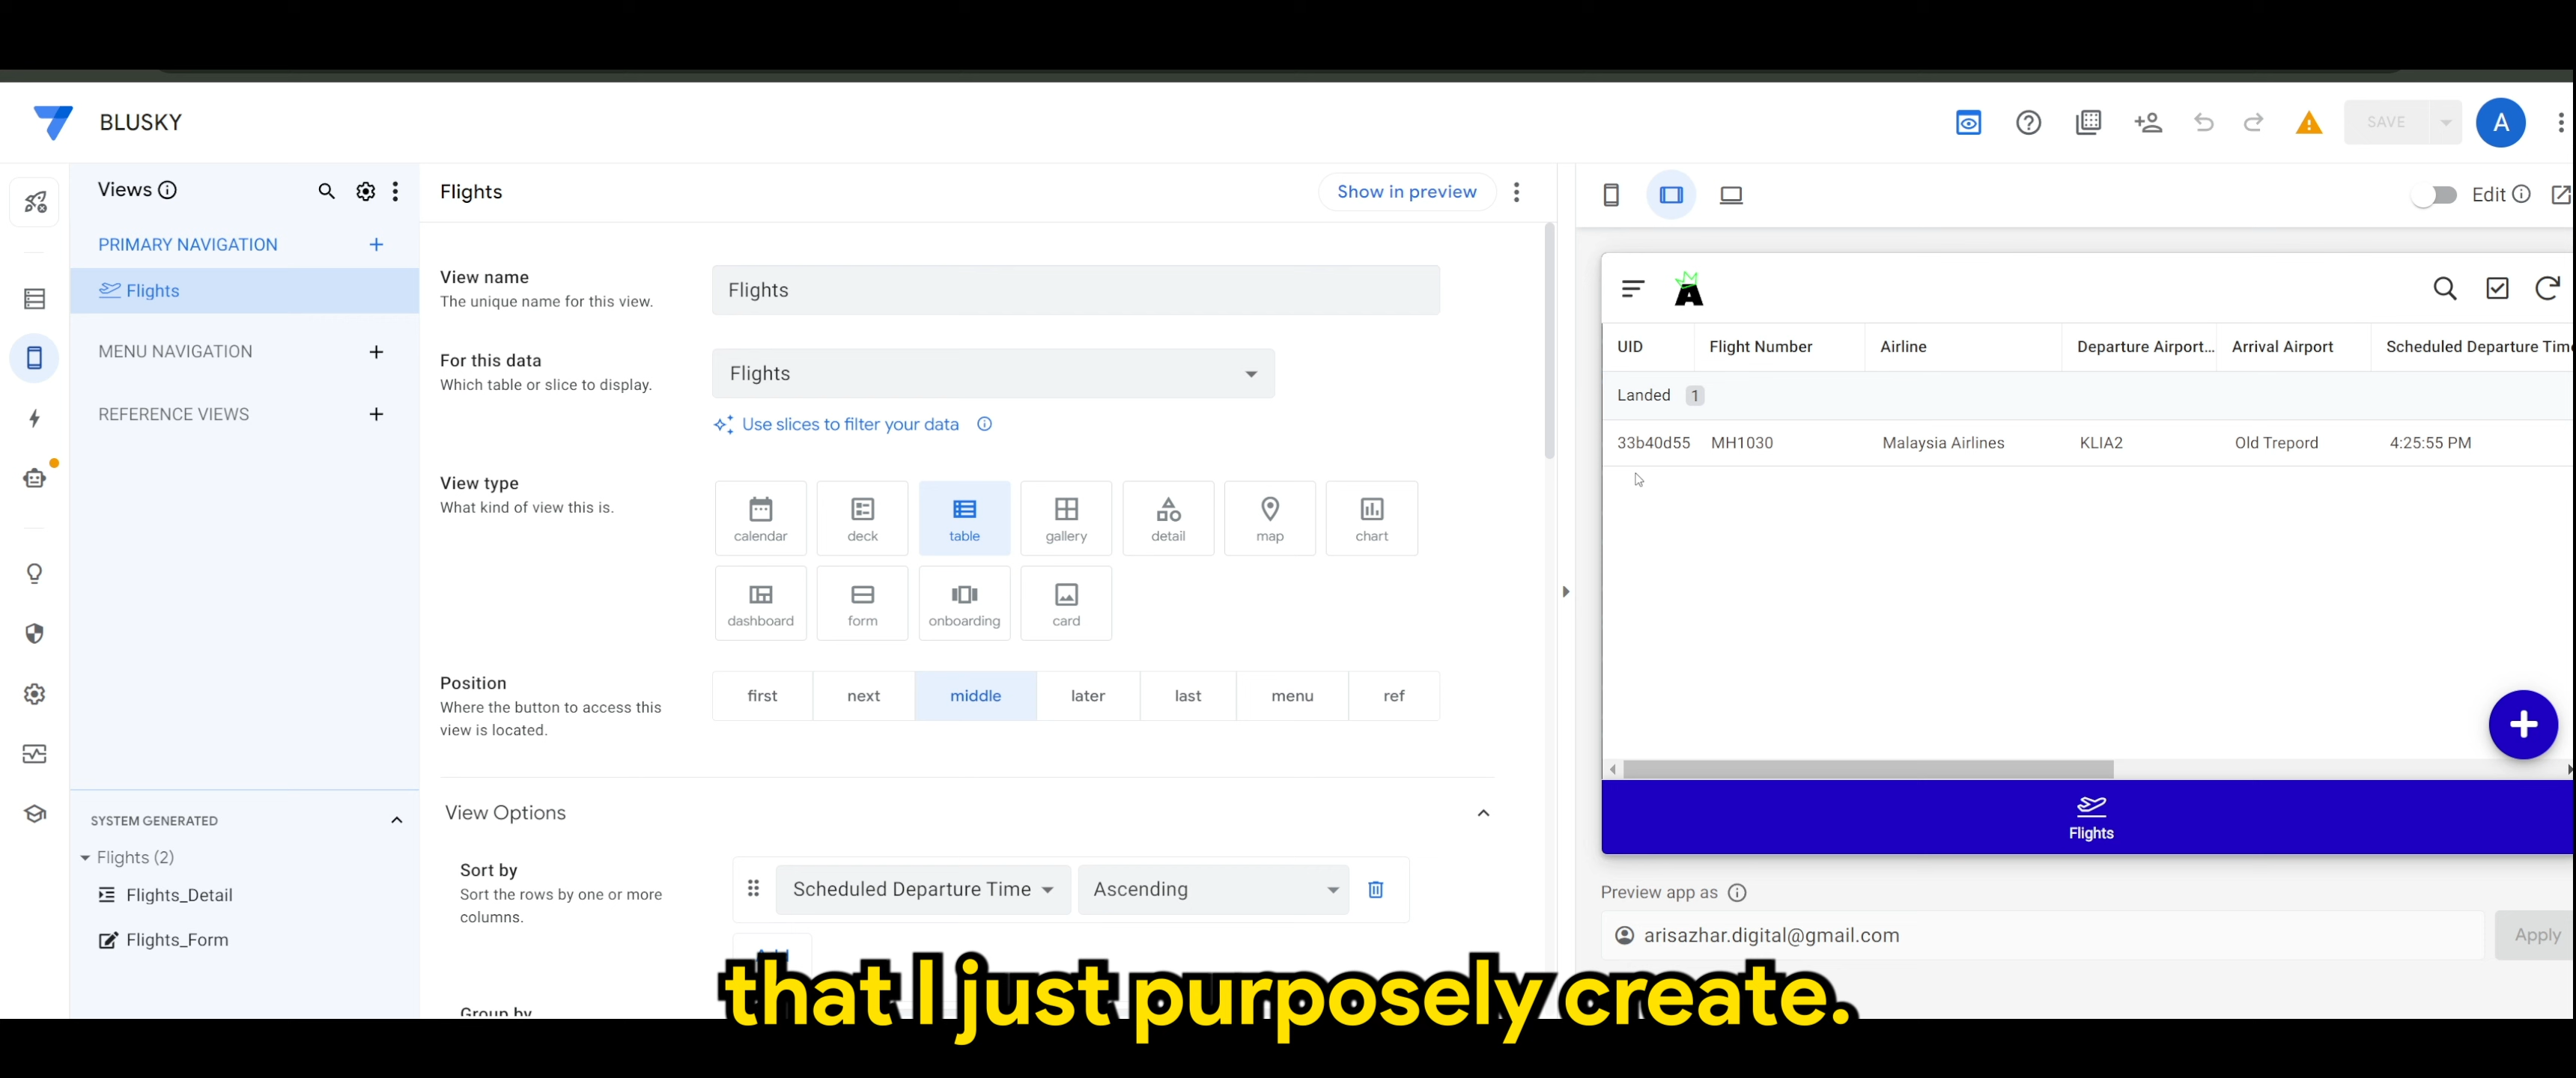 BLUSKY
SAVE
A
Views
PRIMARY NAVIGATION
Flights
MENU NAVIGATION
REFERENCE VIEWS
SYSTEM GENERATED
Flights (2)
Flights_Detail
Flights_Form
Flights
Show in preview
View name
The unique name for this view.
Flights
For this data
Which table or slice to display.
Flights
Use slices to filter your data
View type
What kind of view this is.
calendar
deck
table
gallery
detail
map
chart
dashboard
form
onboarding
card
Position
Where the button to access this
view is located.
first
next
middle
later
last
menu
ref
View Options
Sort by
Sort the rows by one or more
columns.
Scheduled Departure Time
Ascending
Group by
Edit
A
UID Flight Number Airline Departure Airport... Arrival Airport Scheduled Departure Tim
Landed 1
33b40d55 MH1030 Malaysia Airlines KLIA2 Old Trepord 4:25:55 PM
Flights
Preview app as
arisazhar.digital@gmail.com
Apply
that I just purposely create.